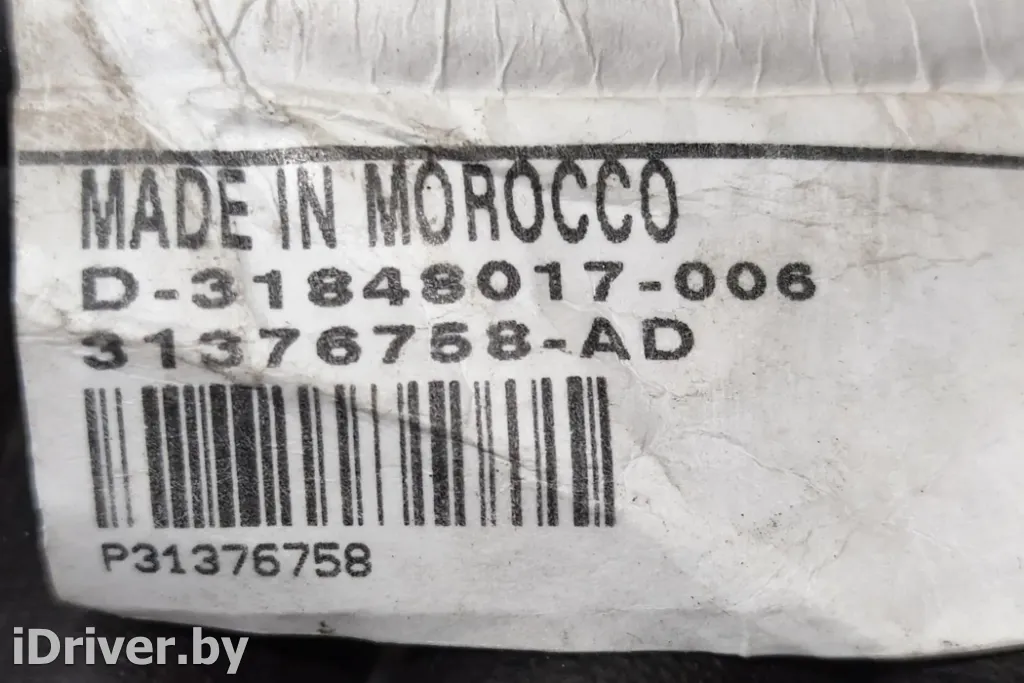 MADE IN MOROCCO
D-31848017-006
31376758-AD
P31376758
iDriver.by